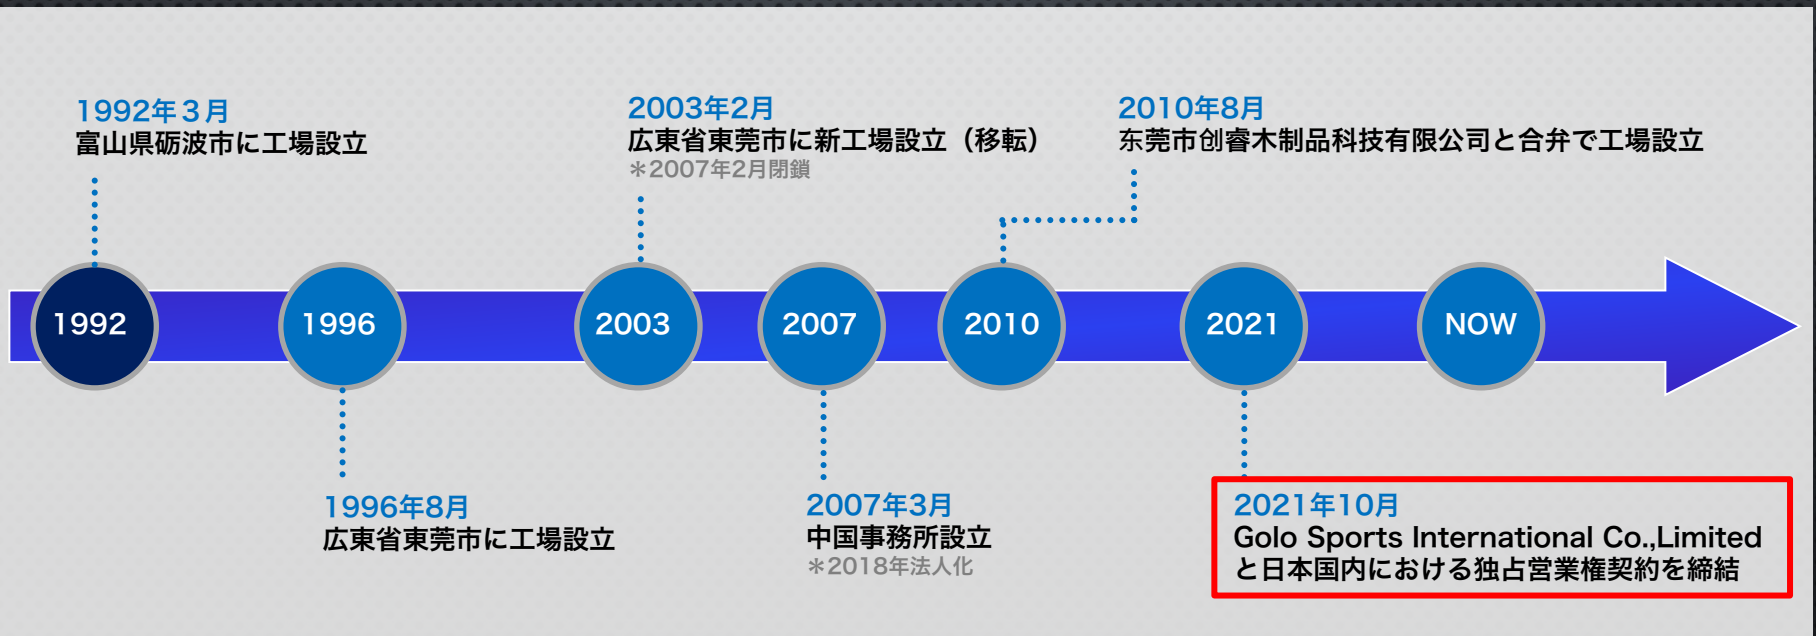 1992年３月
富山県砺波市に工場設立
2003年2月
広東省東莞市に新工場設立（移転）
＊2007年2月閉鎖
2010年8月
东莞市创睿木制品科技有限公司と合弁で工場設立
1992
1996
2003
2007
2010
2021
NOW
1996年8月
広東省東莞市に工場設立
2007年3月
中国事務所設立
＊2018年法人化
2021年10月
Golo Sports International Co.,Limited
と日本国内における独占営業権契約を締結